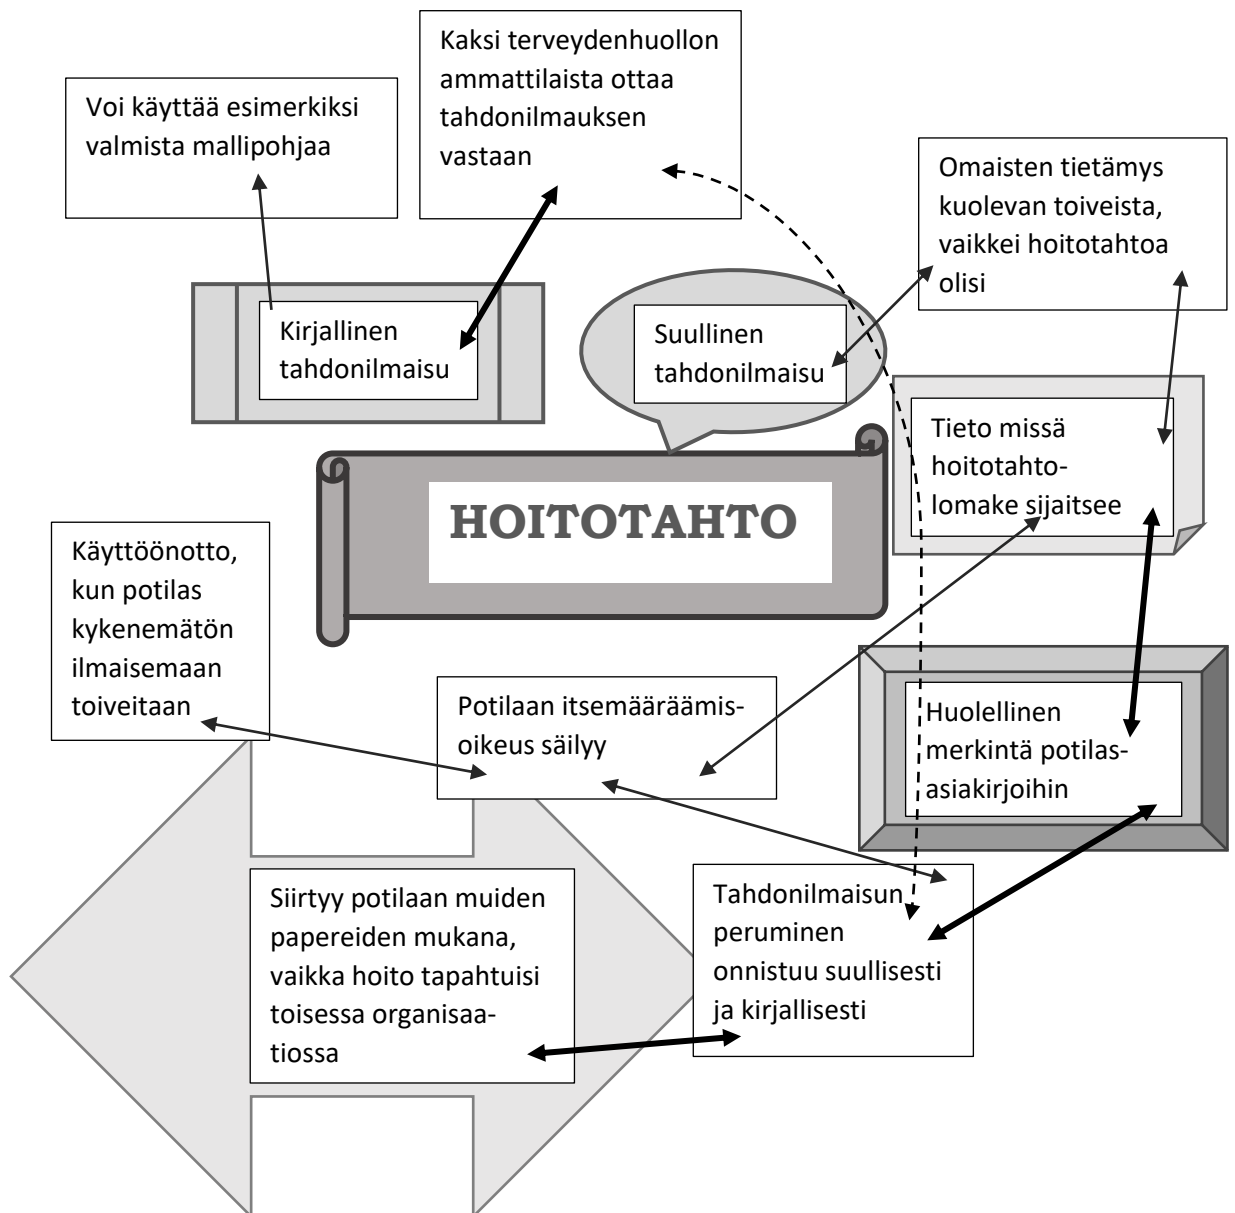 Kaksi terveydenhuollon
ammattilaista ottaa
tahdonilmauksen
vastaan
Voi käyttää esimerkiksi
valmista mallipohjaa
Omaisten tietämys
kuolevan toiveista,
vaikkei hoitotahtoa
olisi
Kirjallinen
tahdonilmaisu
Suullinen
tahdonilmaisu
Tieto missä
hoitotahto-
lomake sijaitsee
HOITOTAHTO
Käyttöönotto,
kun potilas
kykenemätön
ilmaisemaan
toiveitaan
Potilaan itsemääräämis-
oikeus säilyy
Huolellinen
merkintä potilas-
asiakirjoihin
Siirtyy potilaan muiden
papereiden mukana,
vaikka hoito tapahtuisi
toisessa organisaa-
tiossa
Tahdonilmaisun
peruminen
onnistuu suullisesti
ja kirjallisesti